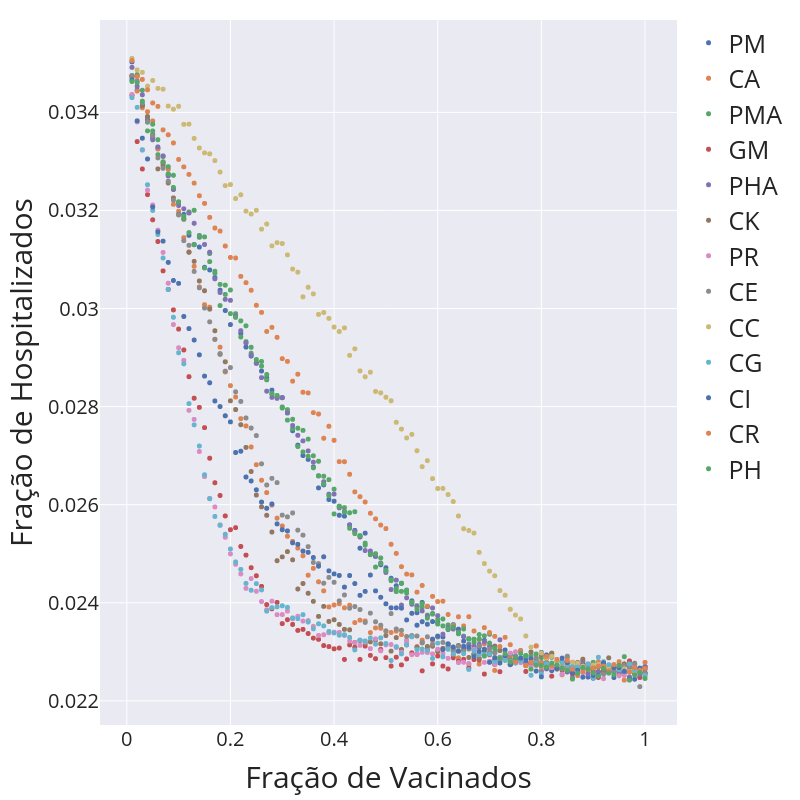 Fração de Hospitalizados
0.034
0.032
0.03
0.028
0.026
0.024
0.022
0
0.2
0.4
0.6
0.8
1
Fração de Vacinados
PM
CA
PMA
GM
PHA
CK
PR
CE
CC
CG
CI
CR
PH